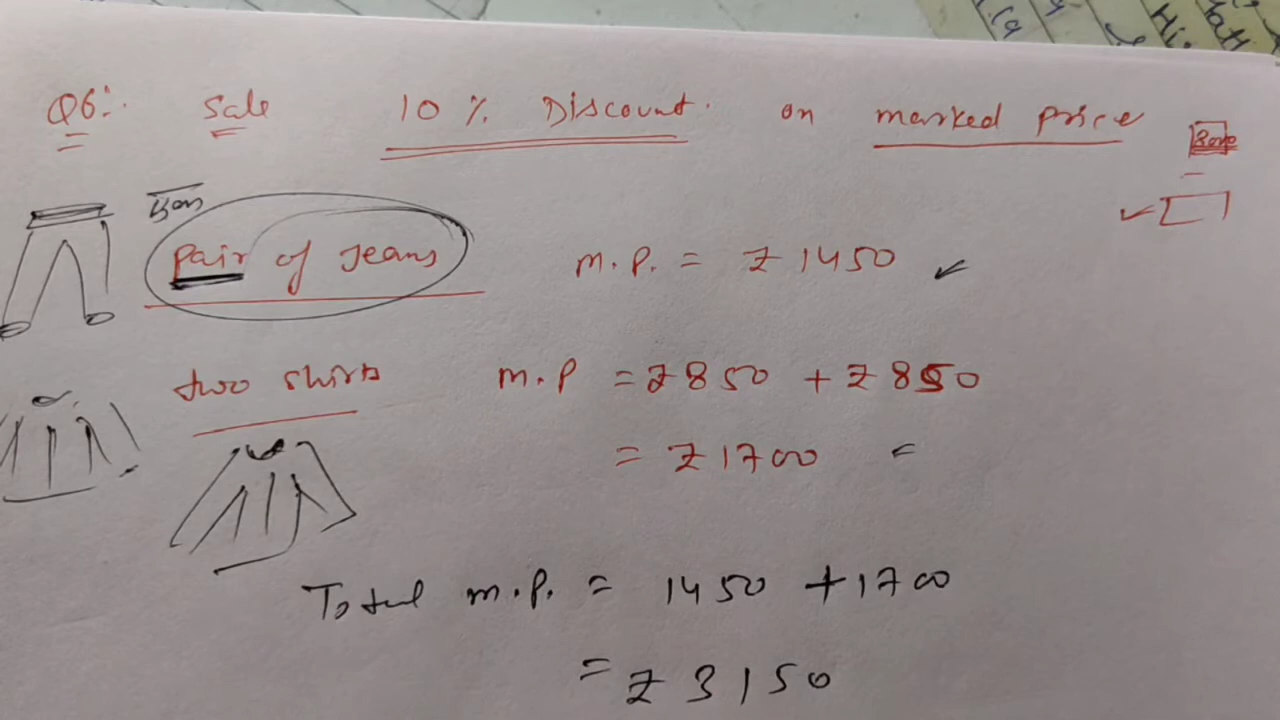 Q6:. Sale 10 % Discount. on marked price
pair of Jeans m.p. = ₹ 1450
two shirts m.p = ₹ 850 + ₹ 850
= ₹ 1700
Total m.p. = 1450 + 1700
= ₹ 3150